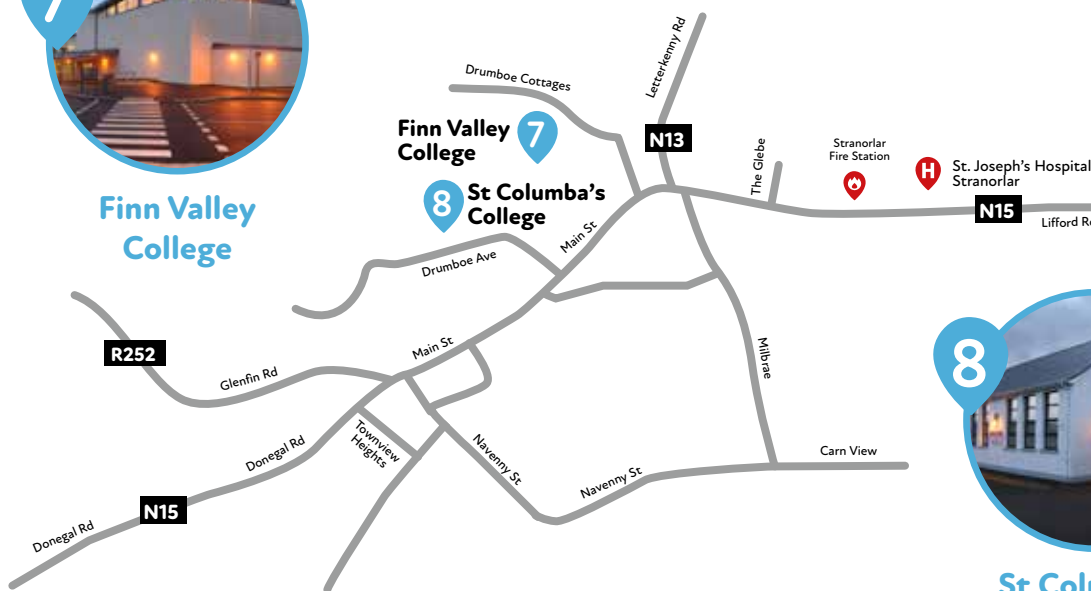 7
Finn Valley
College
Letterkenny Rd
Drumboe Cottages
Finn Valley
College
7
N13
The Glebe
Stranorlar
Fire Station
H
St. Joseph's Hospital
Stranorlar
N15
Lifford
8
St Columba's
College
Main St
Drumboe Ave
R252
Main St
Glenfin Rd
Milbrae
8
Townview
Heights
Donegal Rd
Navenny St
Navenny St
Carn View
N15
Donegal Rd
St